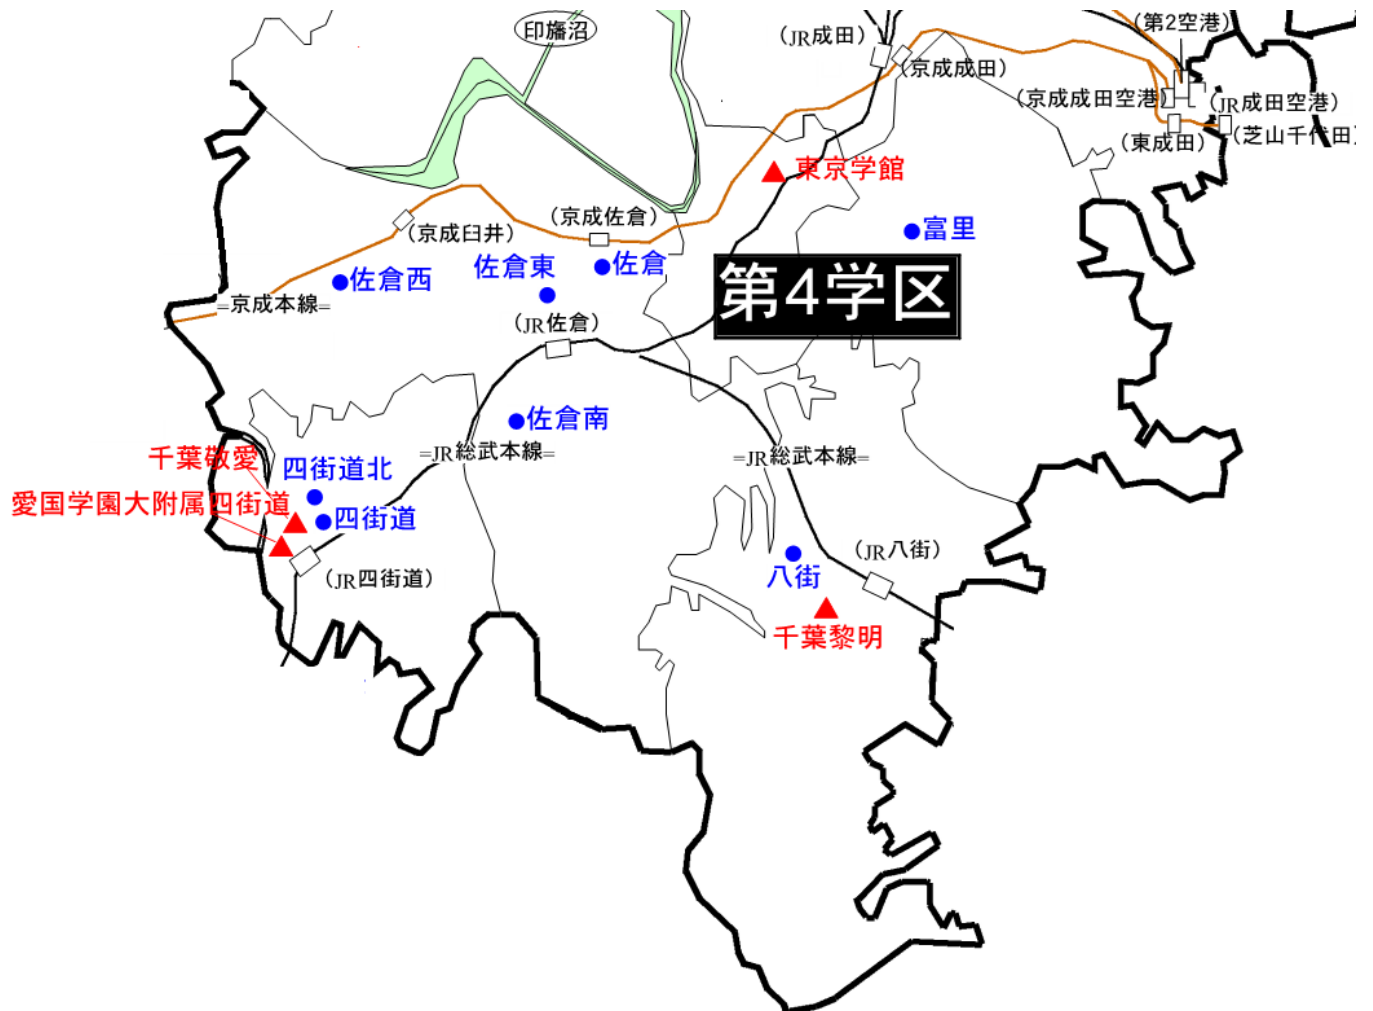 印旛沼
(第2空港)
(JR成田)
(京成成田)
(京成成田空港)
(JR成田空港)
(東成田)
(芝山千代田)
東京学館
(京成佐倉)
(京成臼井)
富里
佐倉
佐倉東
佐倉西
第4学区
=京成本線=
(JR佐倉)
佐倉南
=JR総武本線=
=JR総武本線=
千葉敬愛
四街道北
愛国学園大附属四街道
四街道
(JR四街道)
(JR八街)
八街
千葉黎明